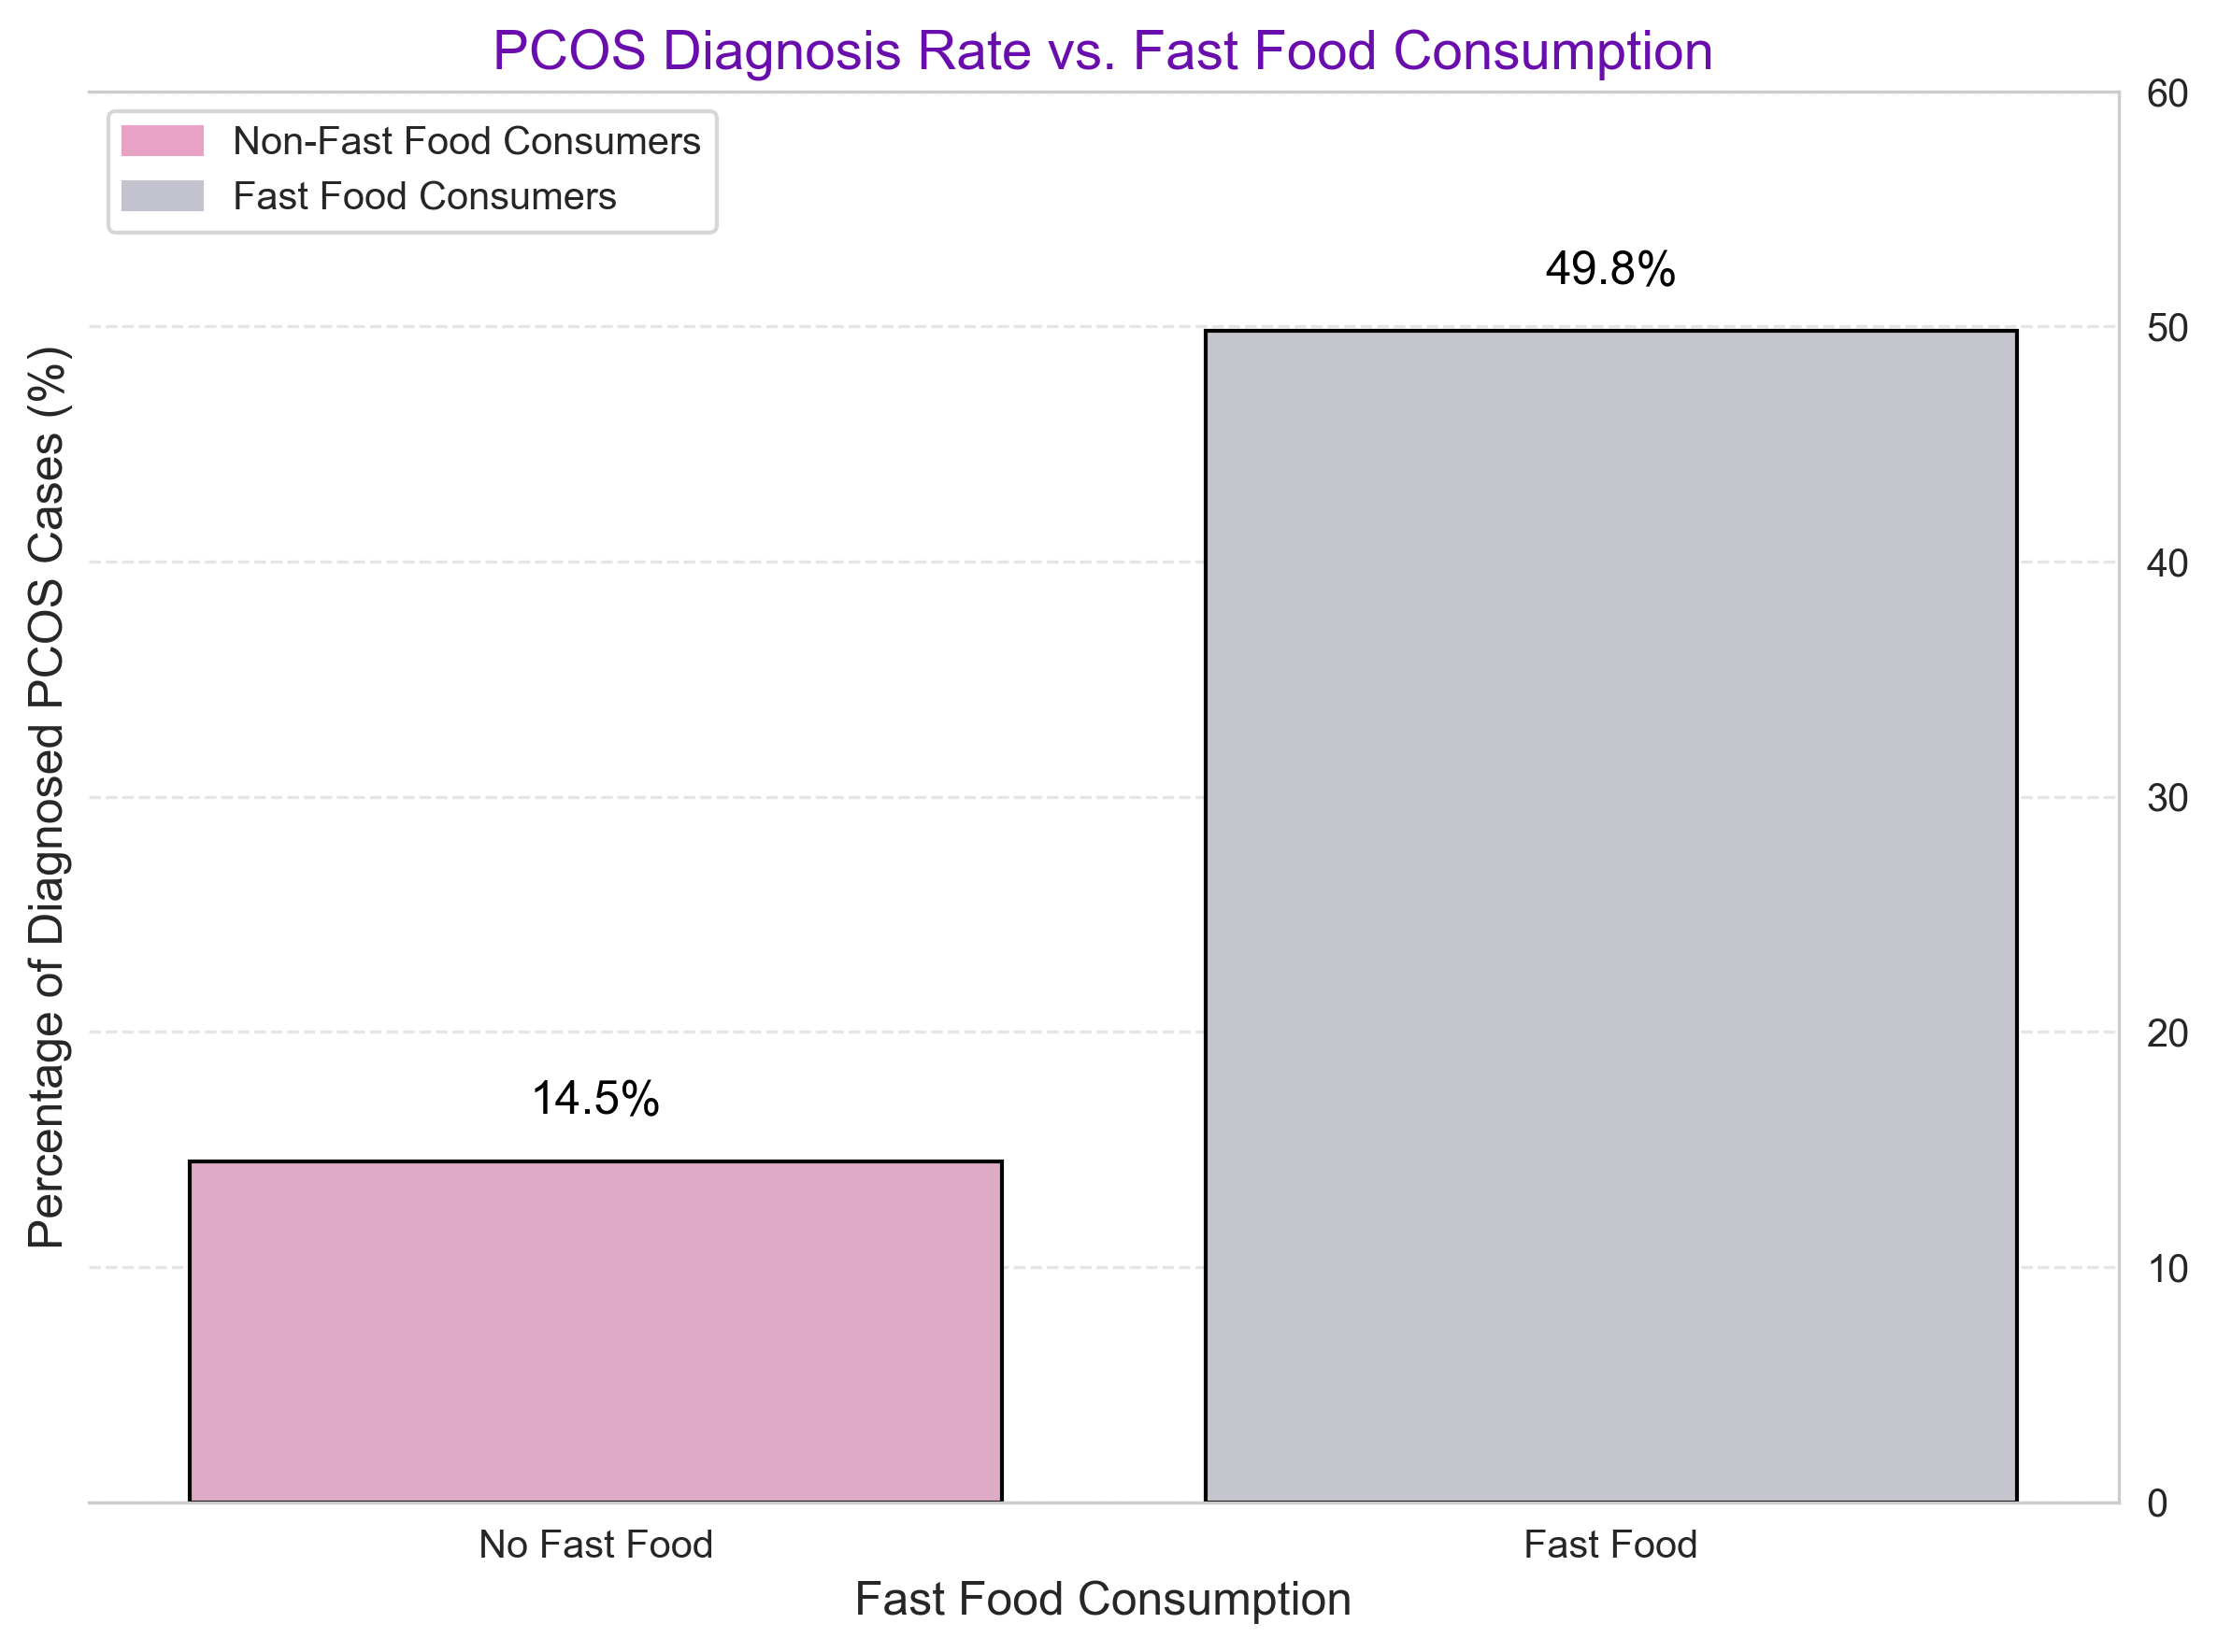 PCOS Diagnosis Rate vs. Fast Food Consumption
Non-Fast Food Consumers
Fast Food Consumers
Percentage of Diagnosed PCOS Cases (%)
60
50
40
30
20
10
0
49.8%
14.5%
No Fast Food
Fast Food
Fast Food Consumption